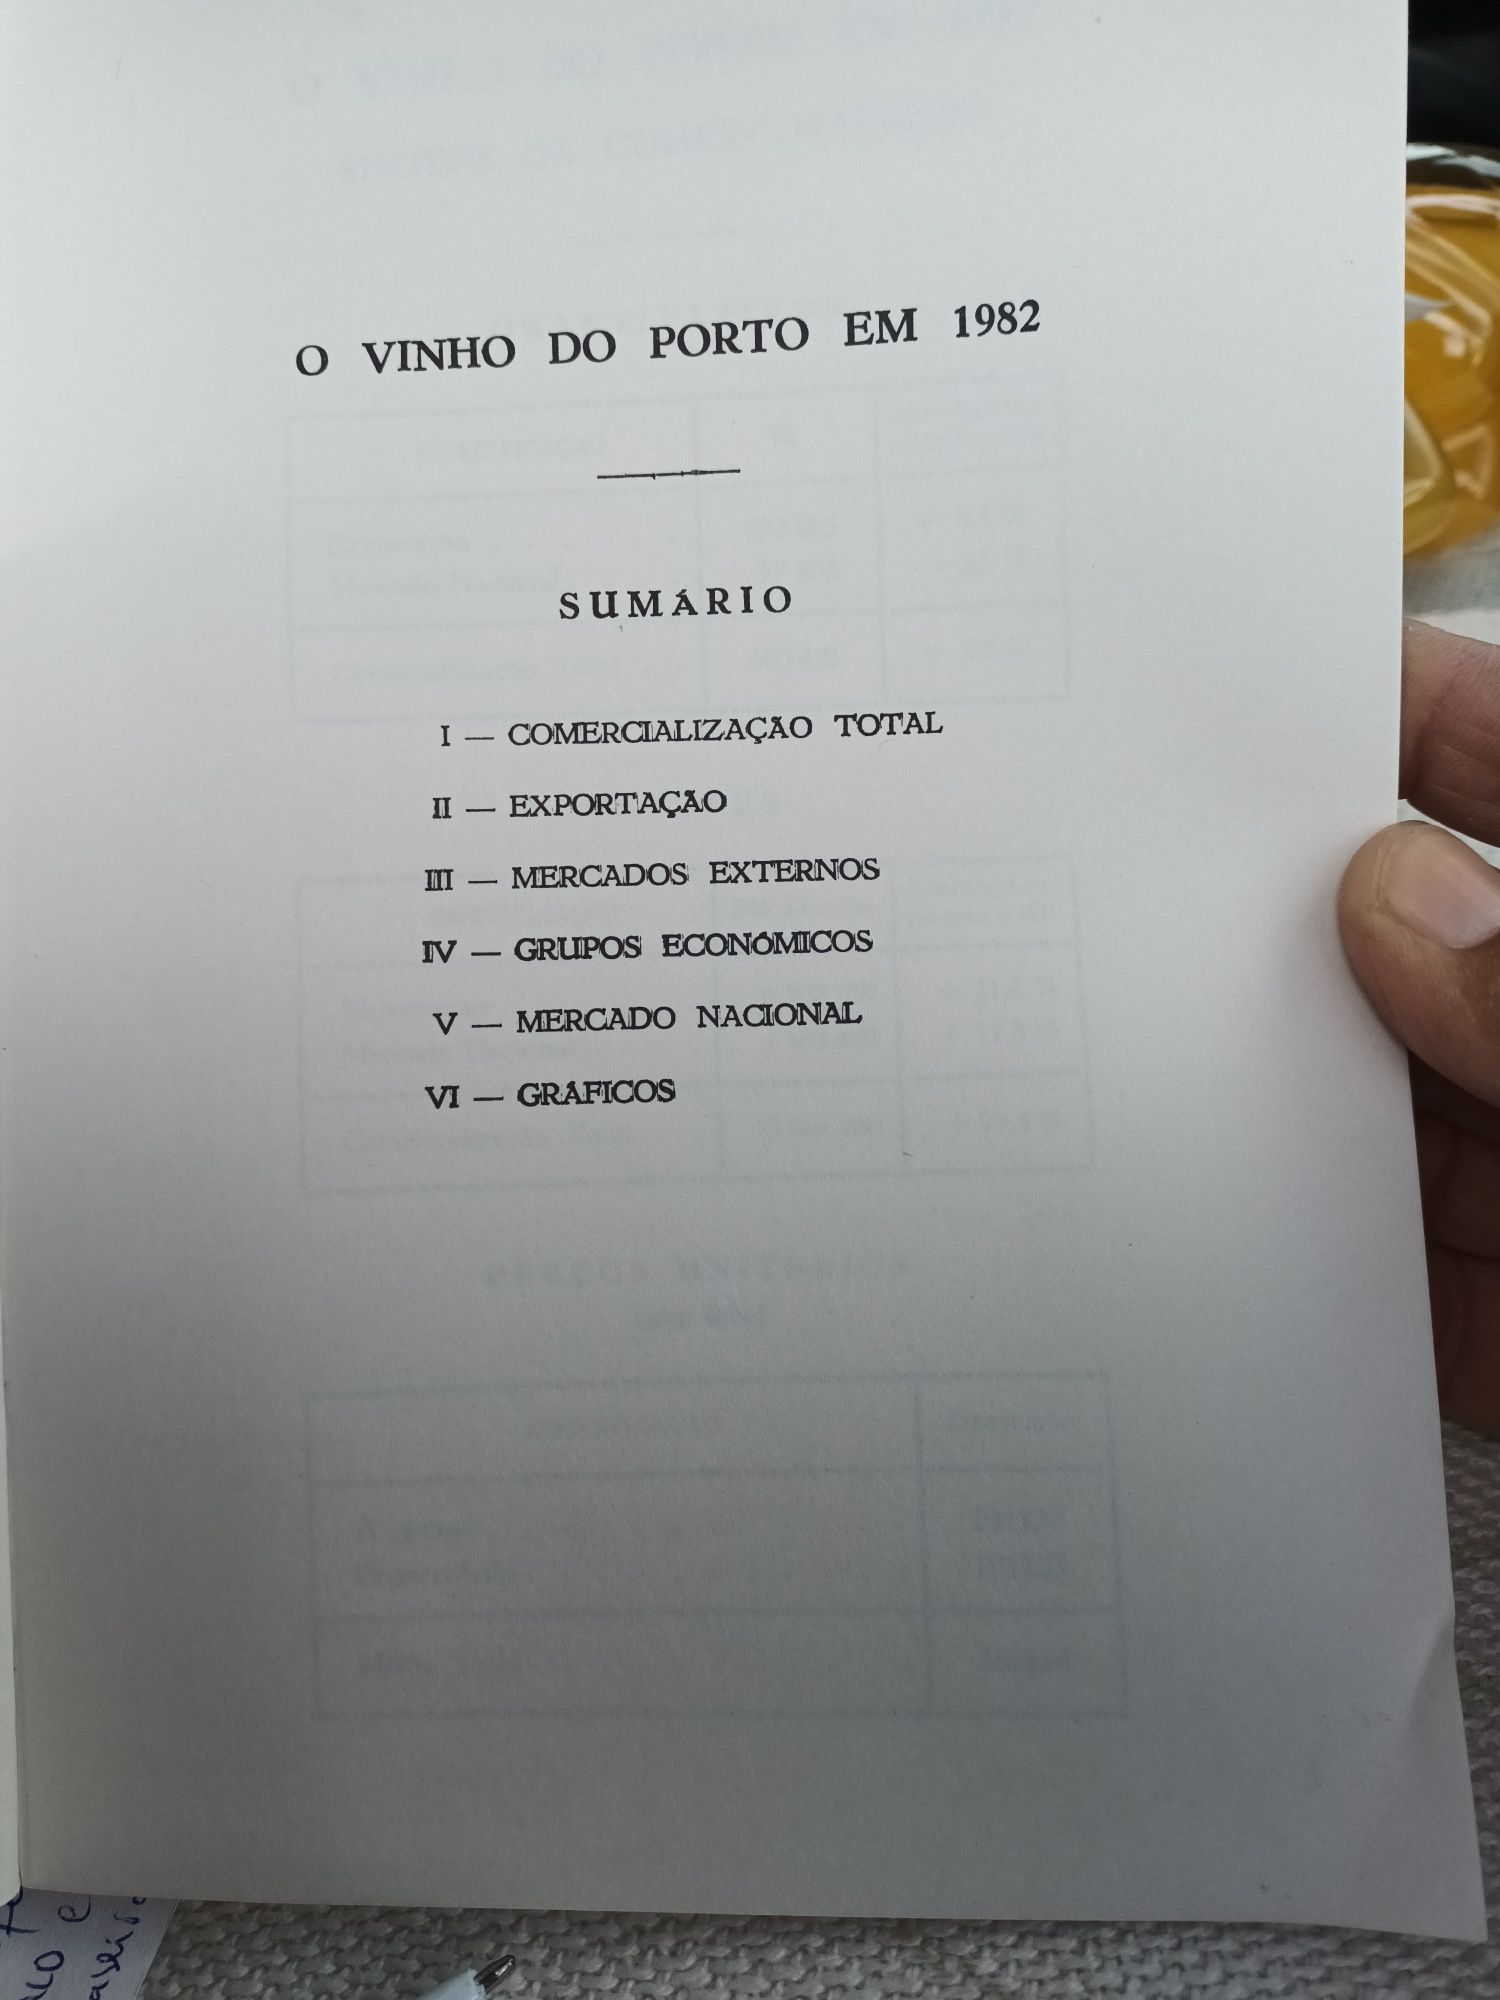 O VINHO DO PORTO EM 1982
SUMÁRIO
I — COMERCIALIZAÇÃO TOTAL
II — EXPORTAÇÃO
III — MERCADOS EXTERNOS
IV — GRUPOS ECONÓMICOS
V — MERCADO NACIONAL
VI — GRÁFICOS